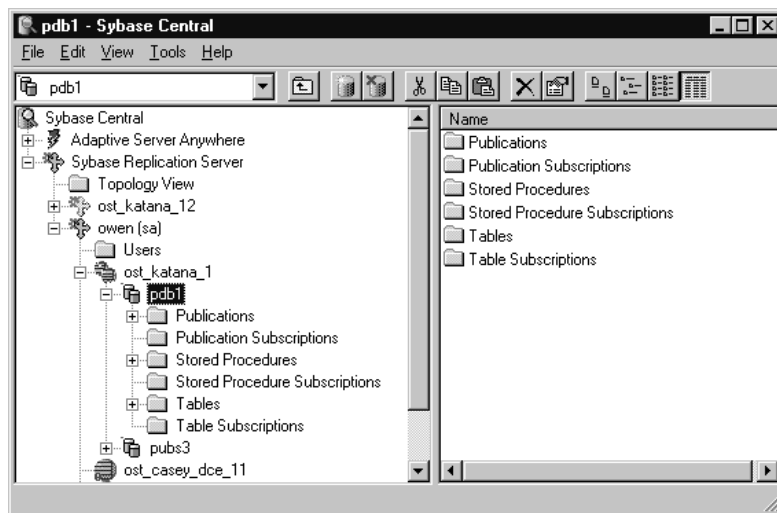 pdb1 - Sybase Central
File Edit View Tools Help
pdb1
Sybase Central
Adaptive Server Anywhere
Sybase Replication Server
Topology View
ost_katana_12
owen (sa)
Users
ost_katana_1
pdb1
Publications
Publication Subscriptions
Stored Procedures
Stored Procedure Subscriptions
Tables
Table Subscriptions
pubs3
ost_casey_dce_11
Name
Publications
Publication Subscriptions
Stored Procedures
Stored Procedure Subscriptions
Tables
Table Subscriptions